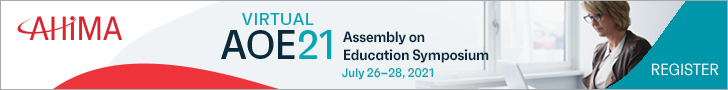 AHiMA
VIRTUAL
AOE21
Assembly on
Education Symposium
July 26–28, 2021
REGISTER